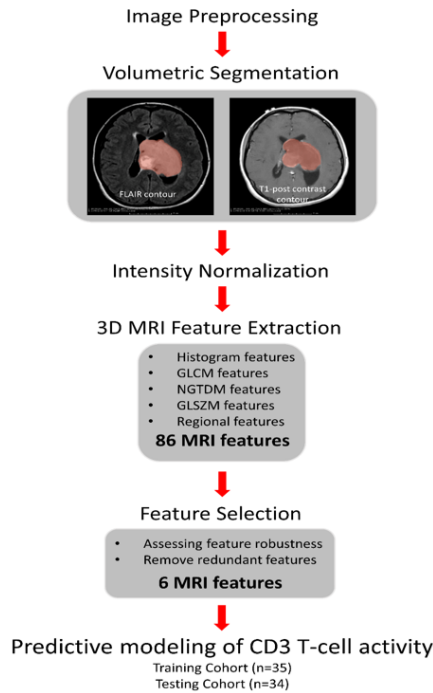 Image Preprocessing
Volumetric Segmentation
FLAIR contour
T1-post contrast
contour
Intensity Normalization
3D MRI Feature Extraction
• Histogram features
• GLCM features
• NGTDM features
• GLSZM features
• Regional features
86 MRI features
Feature Selection
• Assessing feature robustness
• Remove redundant features
6 MRI features
Predictive modeling of CD3 T-cell activity
Training Cohort (n=35)
Testing Cohort (n=34)